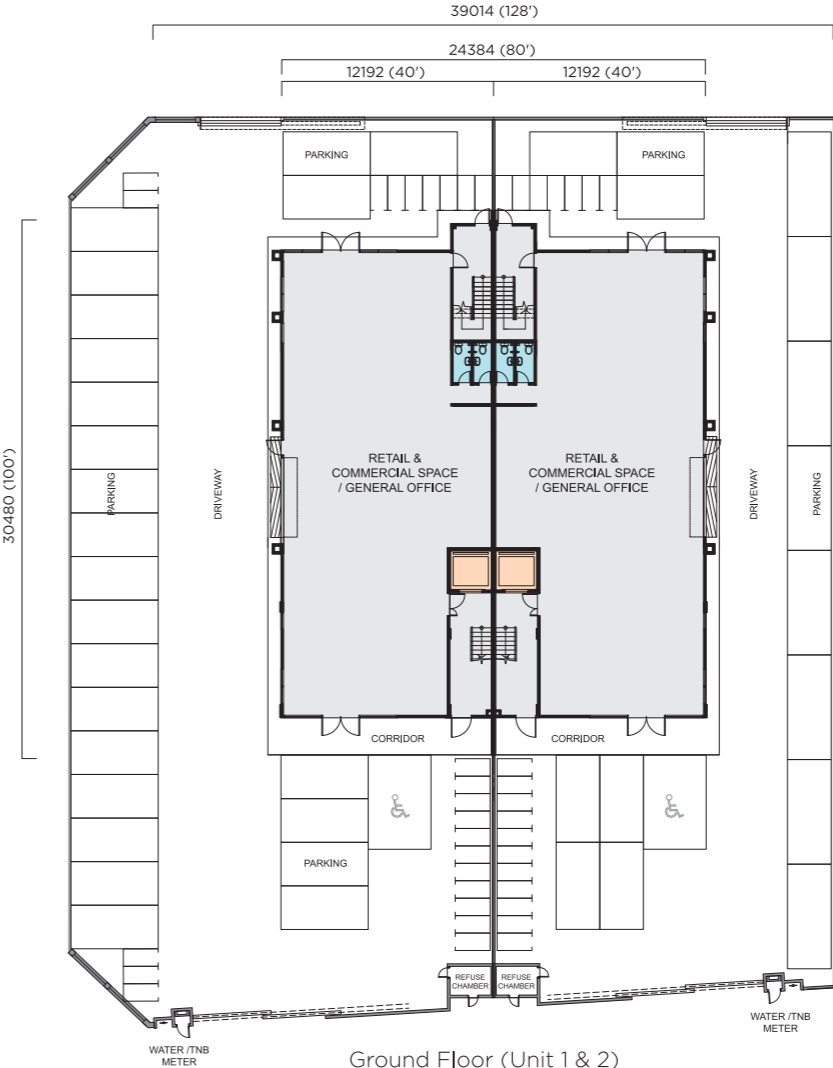 39014 (128')
24384 (80')
12192 (40')
12192 (40')
PARKING
PARKING
30480 (100')
PARKING
DRIVEWAY
RETAIL &
COMMERCIAL SPACE
/ GENERAL OFFICE
RETAIL &
COMMERCIAL SPACE
/ GENERAL OFFICE
DRIVEWAY
PARKING
CORRIDOR
CORRIDOR
PARKING
REFUSE
CHAMBER
REFUSE
CHAMBER
WATER /TNB
METER
WATER /TNB
METER
Ground Floor (Unit 1 & 2)